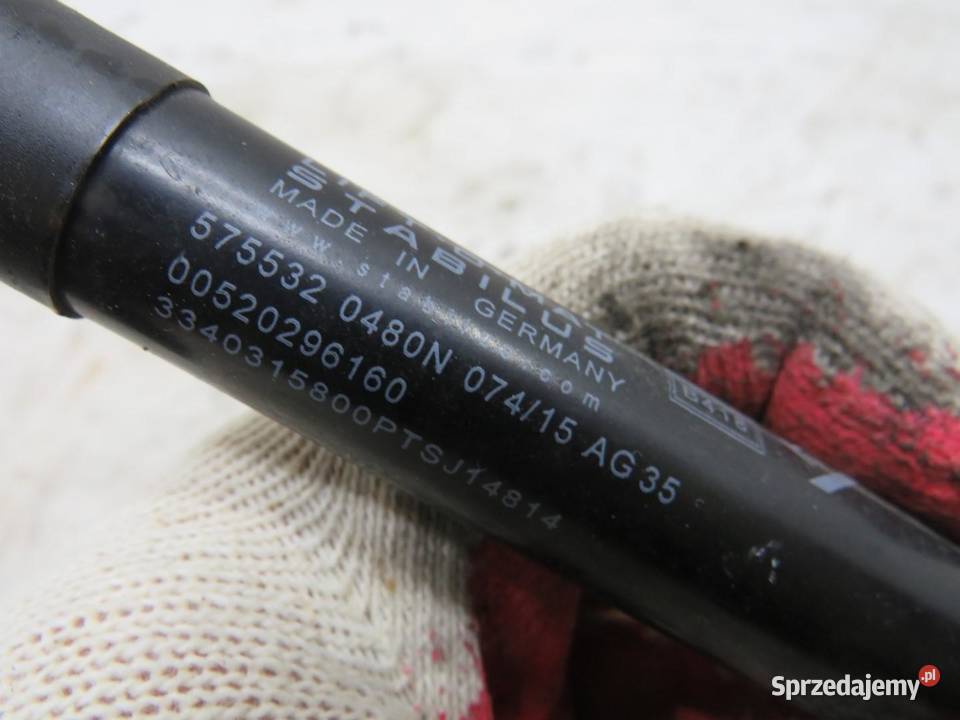 STABILUS
MADE IN GERMANY
575532 0480N 074/15 AG35
00520296160
3340315800PTSJ14814
Sprzedajemy.pl